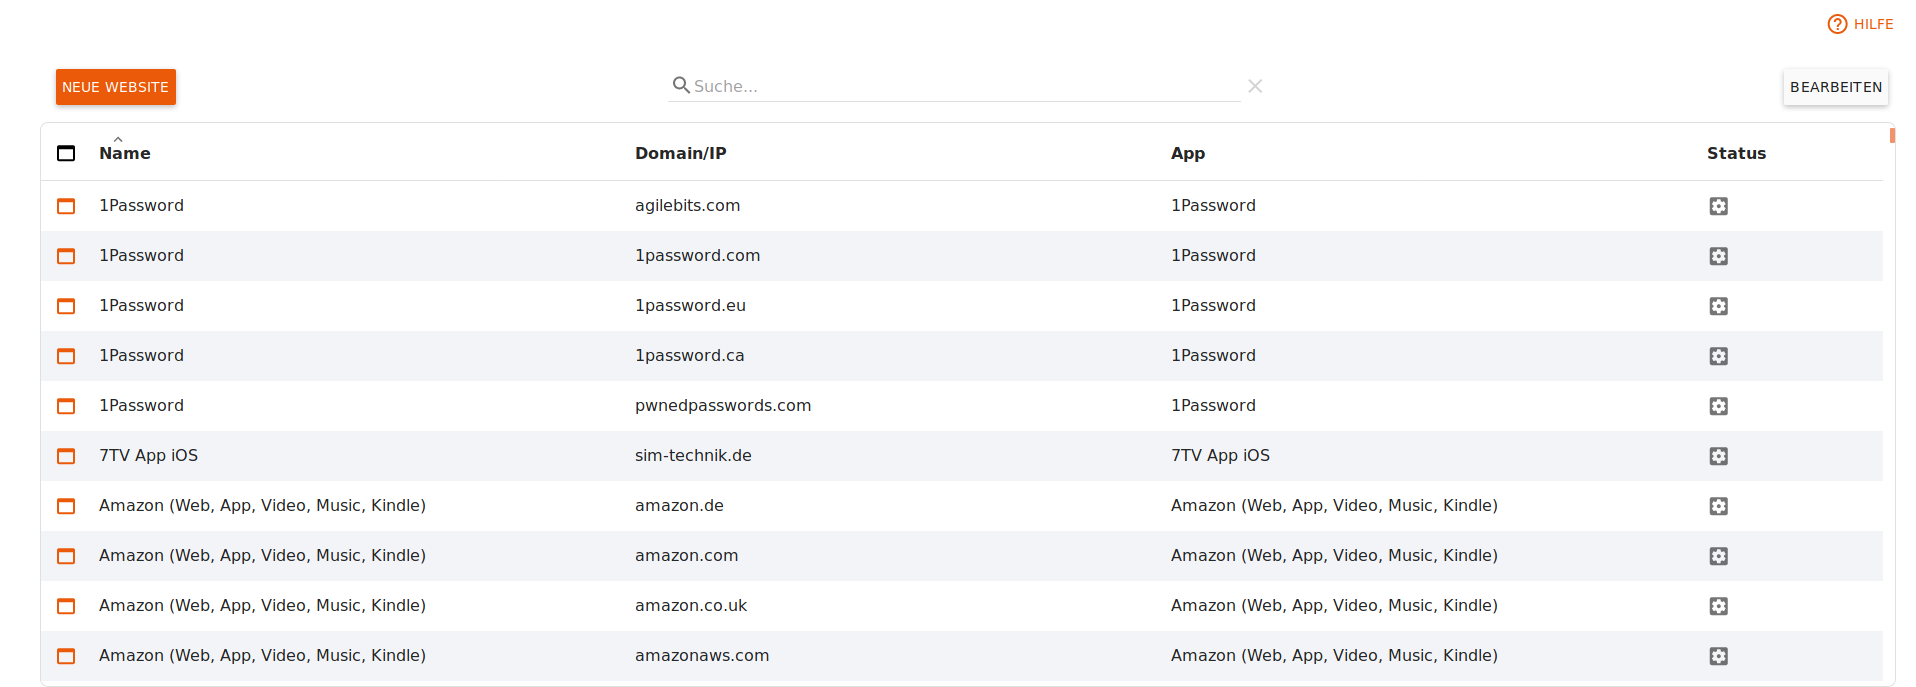 HILFE
NEUE WEBSITE Suche... BEARBEITEN
Name Domain/IP App Status
1Password agilebits.com 1Password
1Password 1password.com 1Password
1Password 1password.eu 1Password
1Password 1password.ca 1Password
1Password pwnedpasswords.com 1Password
7TV App iOS sim-technik.de 7TV App iOS
Amazon (Web, App, Video, Music, Kindle) amazon.de Amazon (Web, App, Video, Music, Kindle)
Amazon (Web, App, Video, Music, Kindle) amazon.com Amazon (Web, App, Video, Music, Kindle)
Amazon (Web, App, Video, Music, Kindle) amazon.co.uk Amazon (Web, App, Video, Music, Kindle)
Amazon (Web, App, Video, Music, Kindle) amazonaws.com Amazon (Web, App, Video, Music, Kindle)